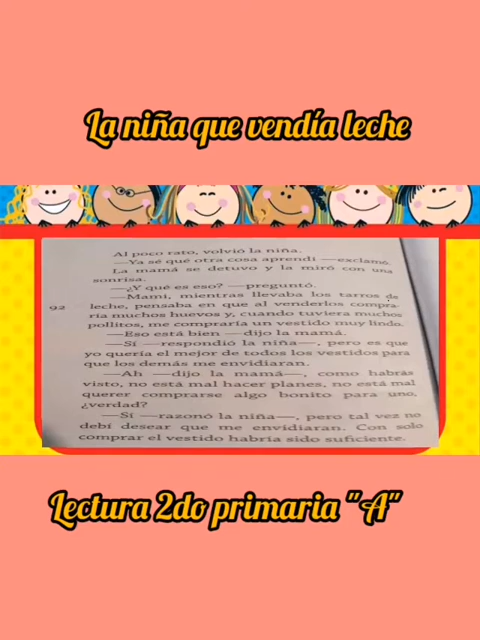 La niña que vendía leche
Al poco rato, volvió la niña.
—Ya sé qué otra cosa aprendí —exclamó.
La mamá se detuvo y la miró con una
sonrisa.
—¿Y qué es eso? —preguntó.
—Mami, mientras llevaba los tarros de
92
leche, pensaba en que al venderlos compra-
ría muchos huevos y, cuando tuviera muchos
pollitos, me compraría un vestido muy lindo.
—Eso está bien —dijo la mamá.
—Sí —respondió la niña—, pero es que
yo quería el mejor de todos los vestidos para
que los demás me envidiaran.
—Ah —dijo la mamá—, como habrás
visto, no está mal hacer planes, no está mal
querer comprarse algo bonito para uno,
¿verdad?
—Sí —razonó la niña—, pero tal vez no
debí desear que me envidiaran. Con solo
comprar el vestido habría sido suficiente.
Lectura 2do primaria "A"